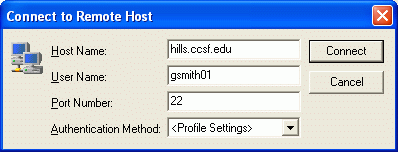 Connect to Remote Host
Host Name: hills.ccsf.edu Connect
User Name: gsmith01 Cancel
Port Number: 22
Authentication Method: <Profile Settings>